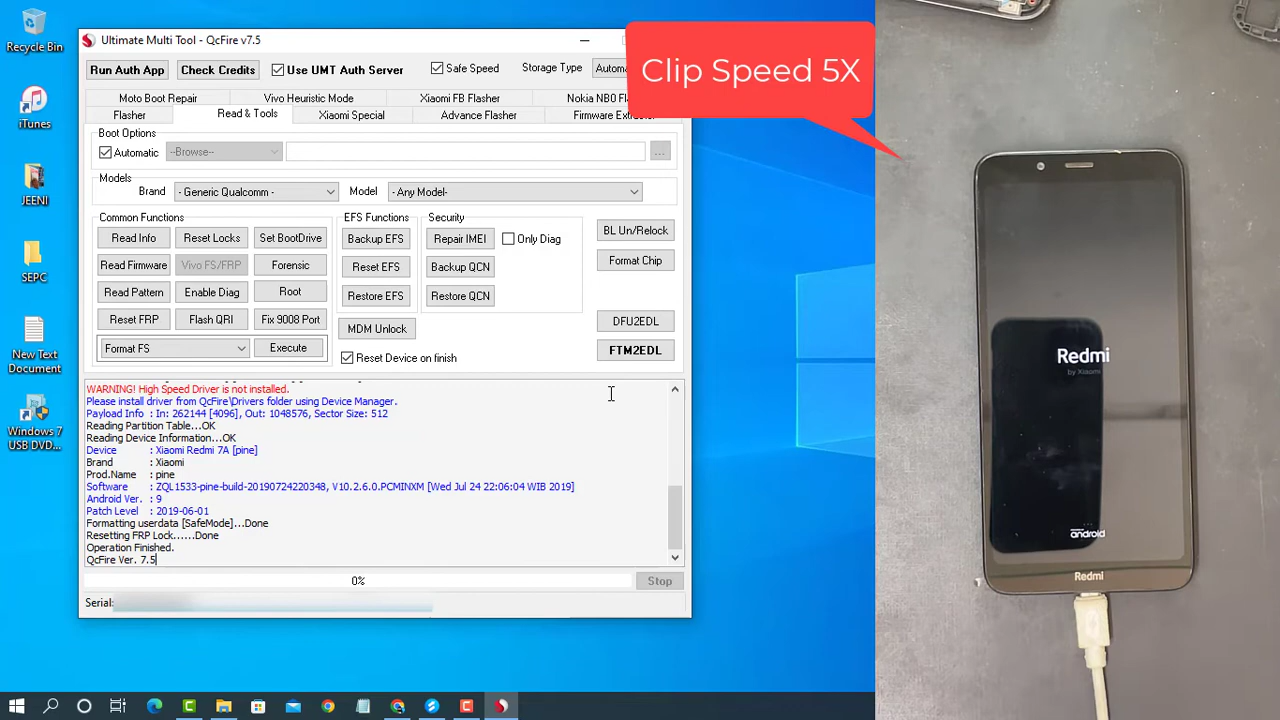 Recycle Bin
iTunes
JEENI
SEPC
New Text
Document
Windows 7
USB DVD...
Ultimate Multi Tool - QcFire v7.5
Clip Speed 5X
Run Auth App
Check Credits
Use UMT Auth Server
Safe Speed
Storage Type
Automa
Moto Boot Repair
Vivo Heuristic Mode
Xiaomi FB Flasher
Nokia NB0 Fla
Flasher
Read & Tools
Xiaomi Special
Advance Flasher
Firmware Extractor
Boot Options
Automatic
--Browse--
...
Models
Brand
- Generic Qualcomm -
Model
- Any Model-
Common Functions
Read Info
Reset Locks
Set BootDrive
Read Firmware
Vivo FS/FRP
Forensic
Read Pattern
Enable Diag
Root
Reset FRP
Flash QRI
Fix 9008 Port
Format FS
Execute
EFS Functions
Backup EFS
Reset EFS
Restore EFS
MDM Unlock
Reset Device on finish
Security
Repair IMEI
Only Diag
Backup QCN
Restore QCN
BL Un/Relock
Format Chip
DFU2EDL
FTM2EDL
WARNING! High Speed Driver is not installed.
Please install driver from QcFire\Drivers folder using Device Manager.
Payload Info : In: 262144 [4096], Out: 1048576, Sector Size: 512
Reading Partition Table...OK
Reading Device Information...OK
Device : Xiaomi Redmi 7A [pine]
Brand : Xiaomi
Prod.Name : pine
Software : ZQL1533-pine-build-20190724220348, V10.2.6.0.PCMINXM [Wed Jul 24 22:06:04 WIB 2019]
Android Ver. : 9
Patch Level : 2019-06-01
Formatting userdata [SafeMode]...Done
Resetting FRP Lock......Done
Operation Finished.
QcFire Ver. 7.5
0%
Stop
Serial:
Redmi
by Xiaomi
android
Redmi